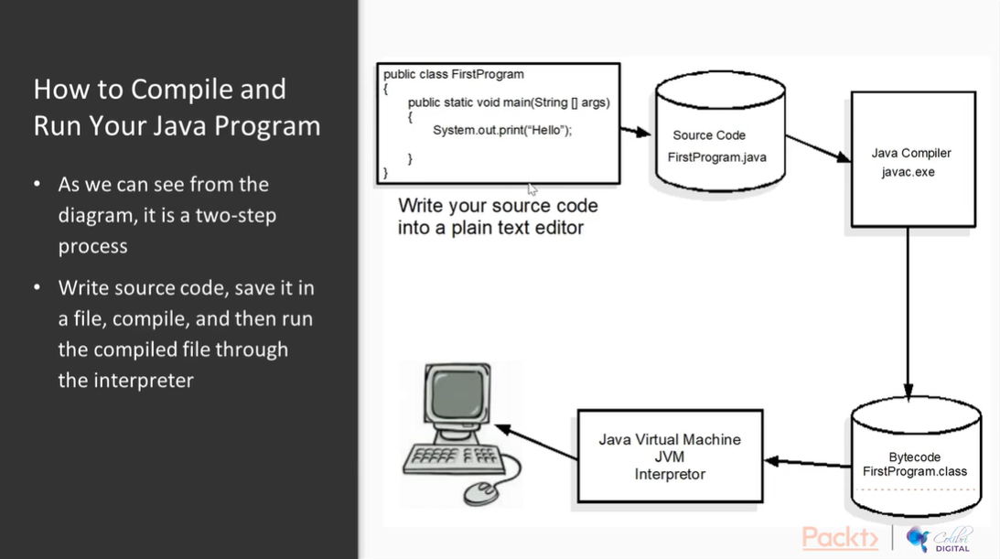 How to Compile and
Run Your Java Program
• As we can see from the
diagram, it is a two-step
process
• Write source code, save it in
a file, compile, and then run
the compiled file through
the interpreter
public class FirstProgram
{
public static void main(String [] args)
{
System.out.print(“Hello”);
}
}
Write your source code
into a plain text editor
Source Code
FirstProgram.java
Java Compiler
javac.exe
Bytecode
FirstProgram.class
Java Virtual Machine
JVM
Interpretor
Packt>
Colibri
DIGITAL